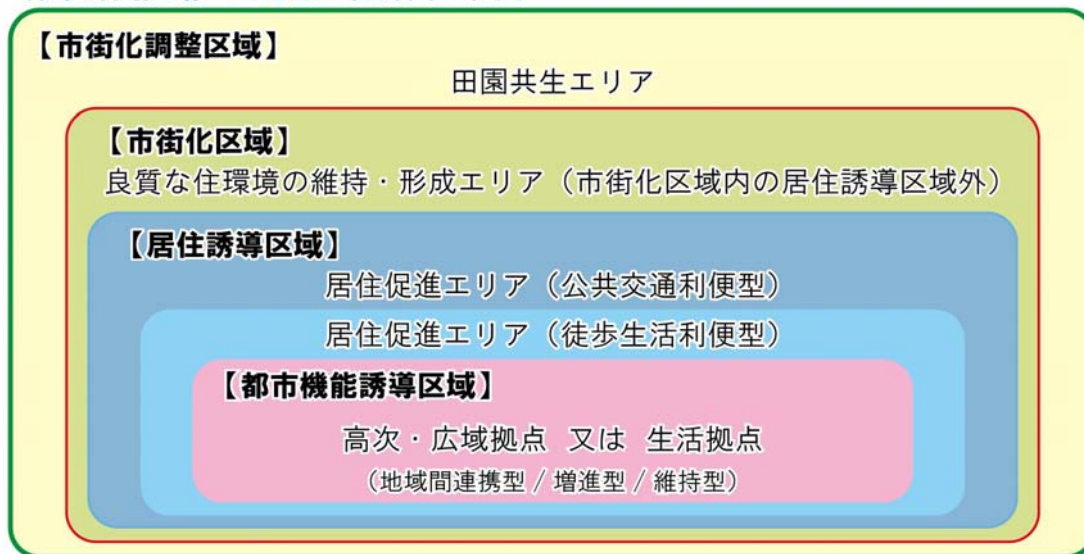 【市街化調整区域】
田園共生エリア
【市街化区域】
良質な住環境の維持・形成エリア（市街化区域内の居住誘導区域外）
【居住誘導区域】
居住促進エリア（公共交通利便型）
居住促進エリア（徒歩生活利便型）
【都市機能誘導区域】
高次・広域拠点 又は 生活拠点
（地域間連携型 / 増進型 / 維持型）